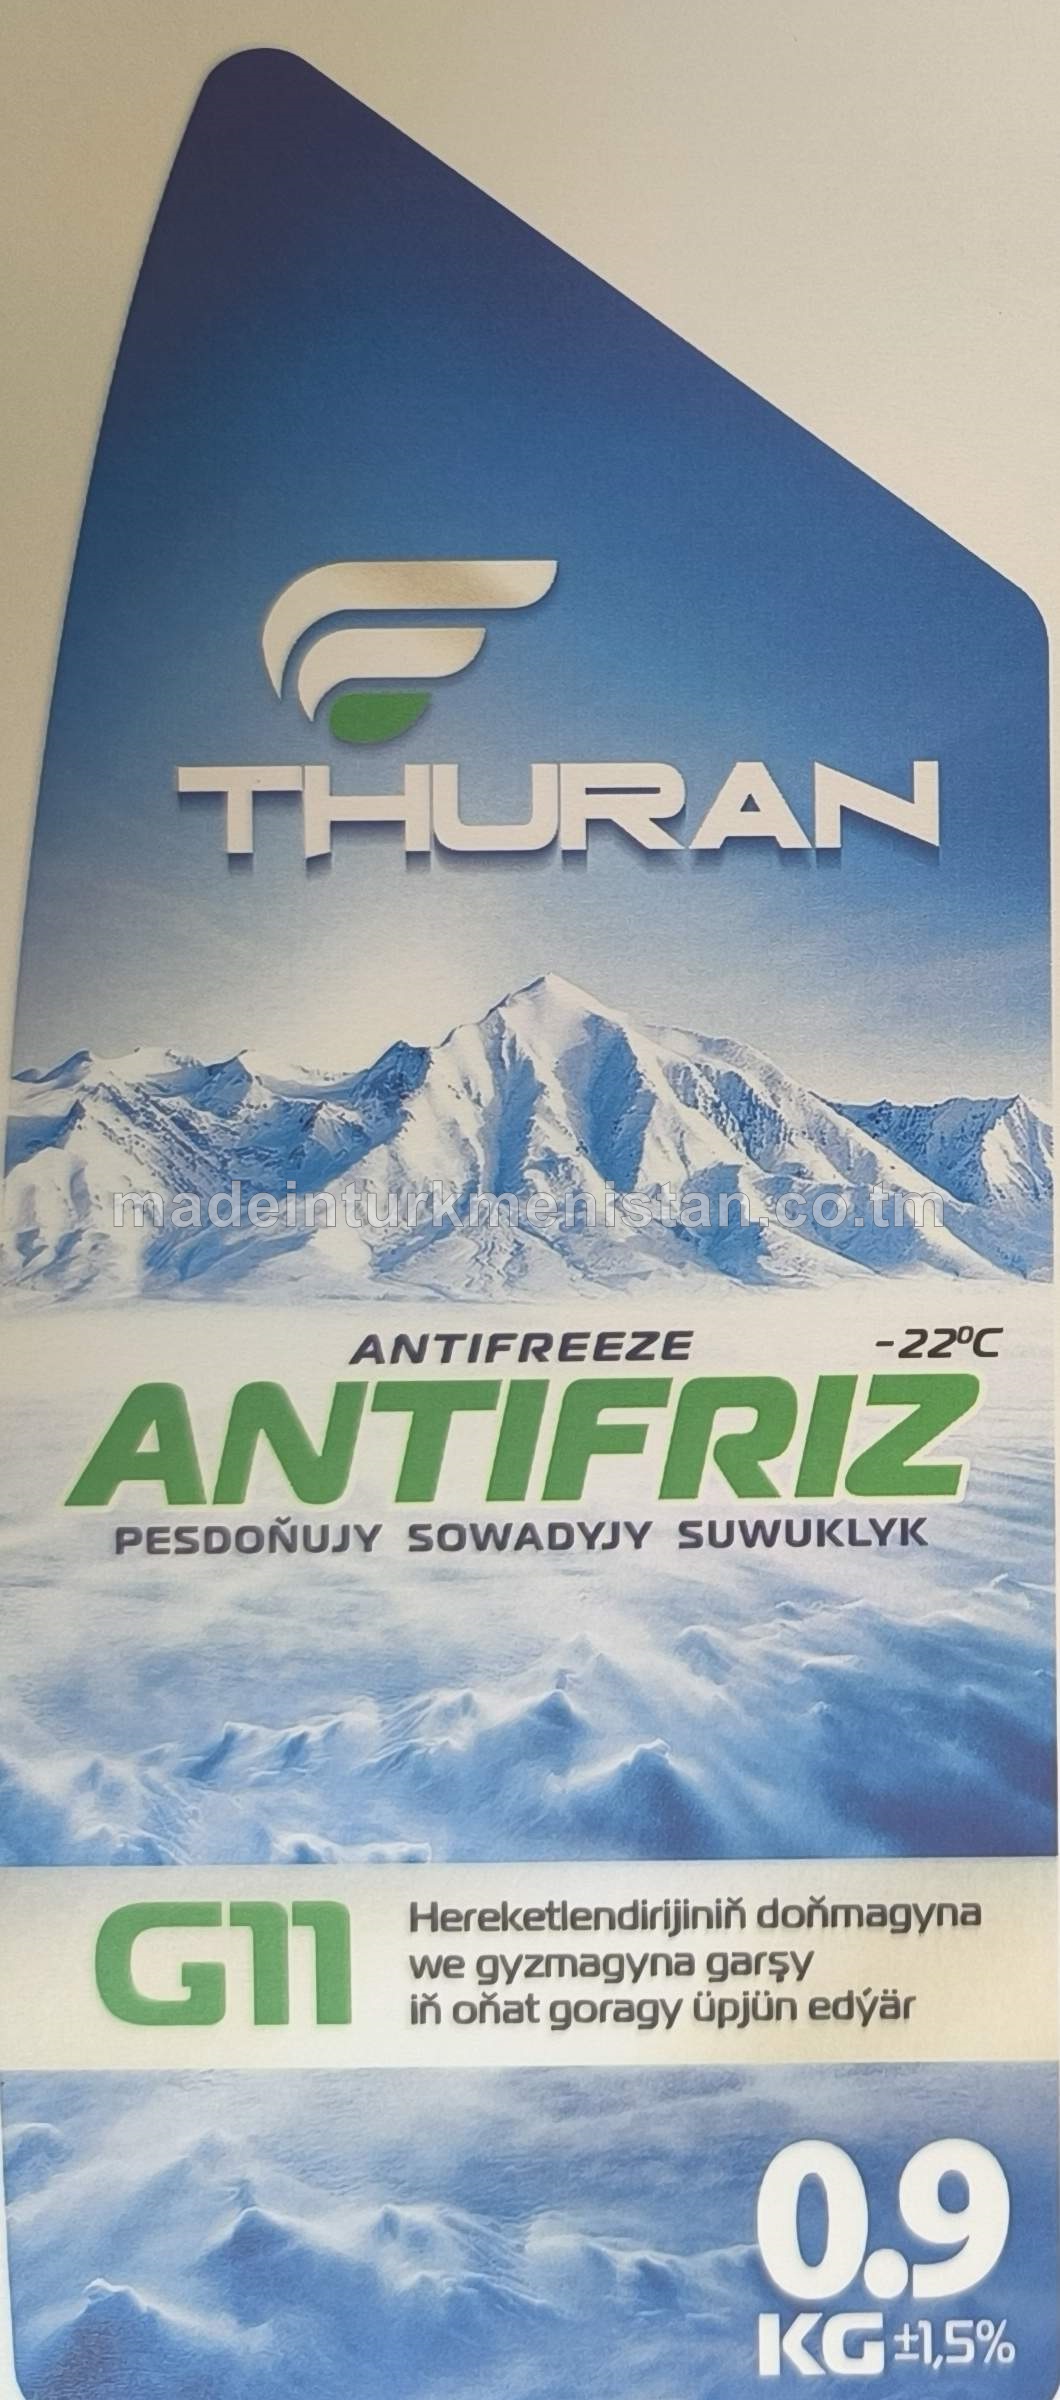 THURAN
madeinturkmenistan.co.tm
ANTIFREEZE
-22⁰C
ANTIFRIZ
PESDOŇUJY SOWADYJY SUWUKLYK
G11
Hereketlendirijiniň doňmagyna
we gyzmagyna garşy
iň oňat goragy üpjün edýär
0.9
KG ±1,5%